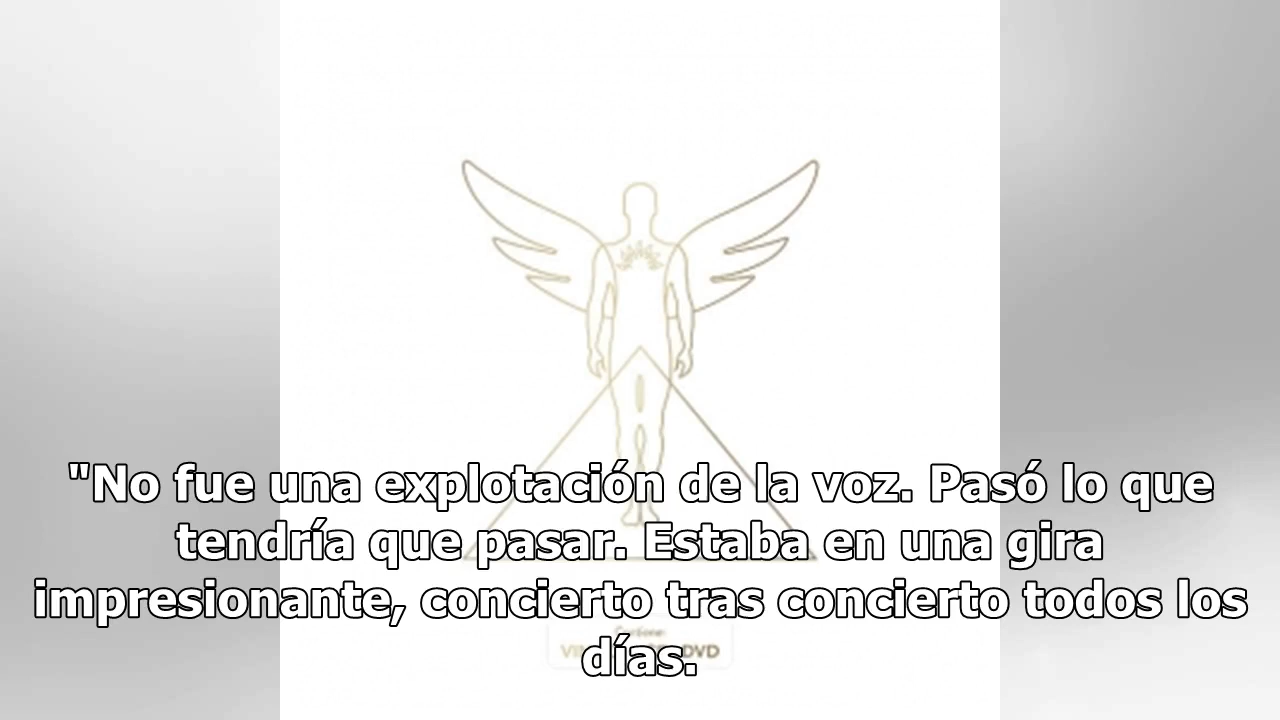 "No fue una explotación de la voz. Pasó lo que
tendría que pasar. Estaba en una gira
impresionante, concierto tras concierto todos los
días.
DVD